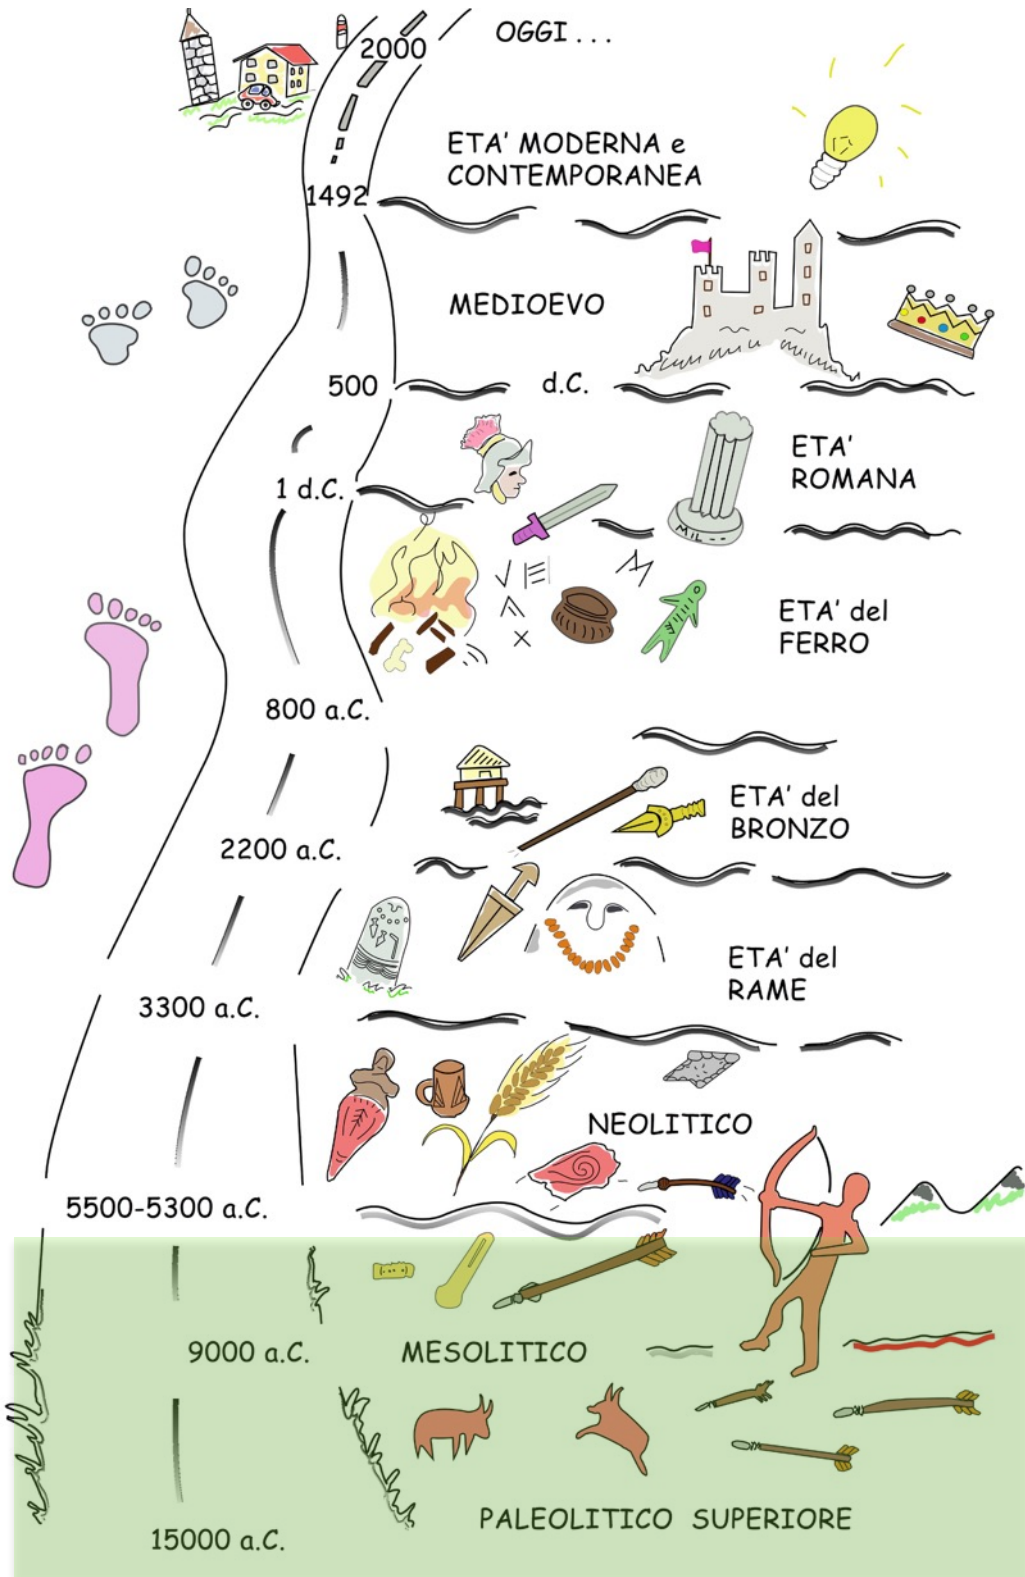 OGGI . . .
2000
ETA' MODERNA e
CONTEMPORANEA
1492
MEDIOEVO
500
d.C.
ETA'
ROMANA
1 d.C.
MIL --
ETA' del
FERRO
800 a.C.
ETA' del
BRONZO
2200 a.C.
ETA' del
RAME
3300 a.C.
NEOLITICO
5500-5300 a.C.
9000 a.C.
MESOLITICO
PALEOLITICO SUPERIORE
15000 a.C.